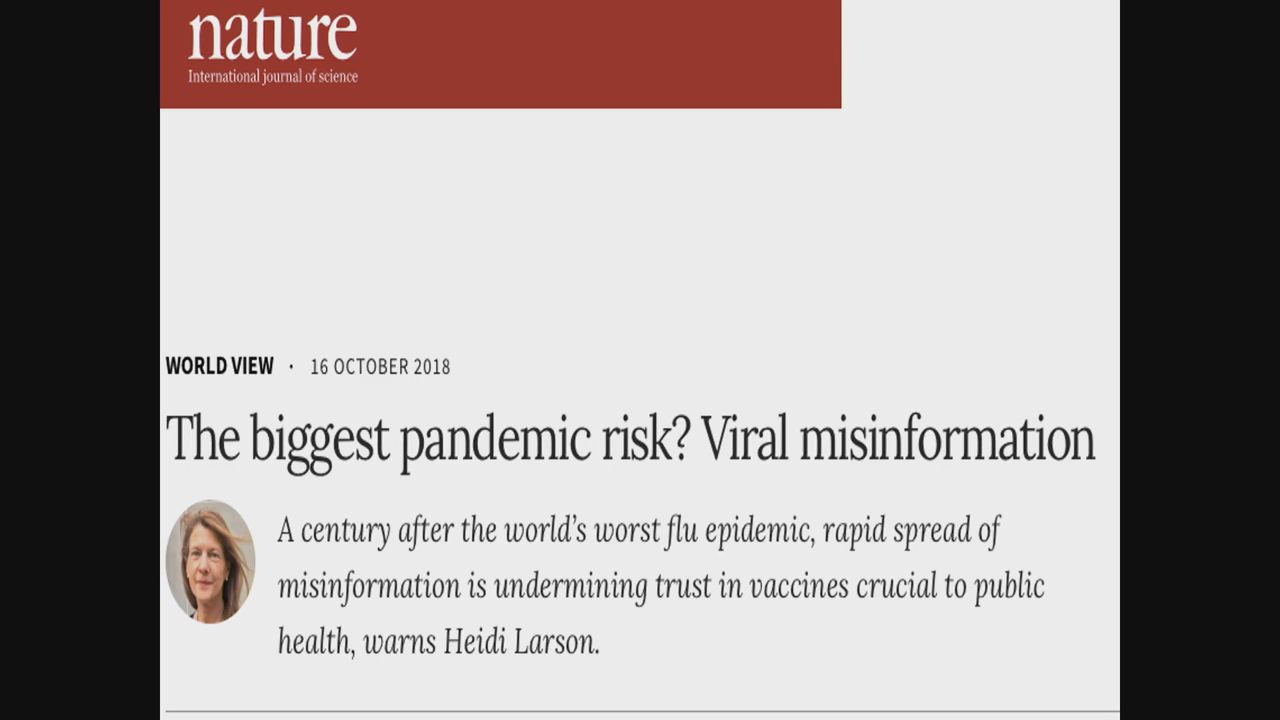 nature
International journal of science
WORLD VIEW · 16 OCTOBER 2018
The biggest pandemic risk? Viral misinformation
A century after the world’s worst flu epidemic, rapid spread of
misinformation is undermining trust in vaccines crucial to public
health, warns Heidi Larson.